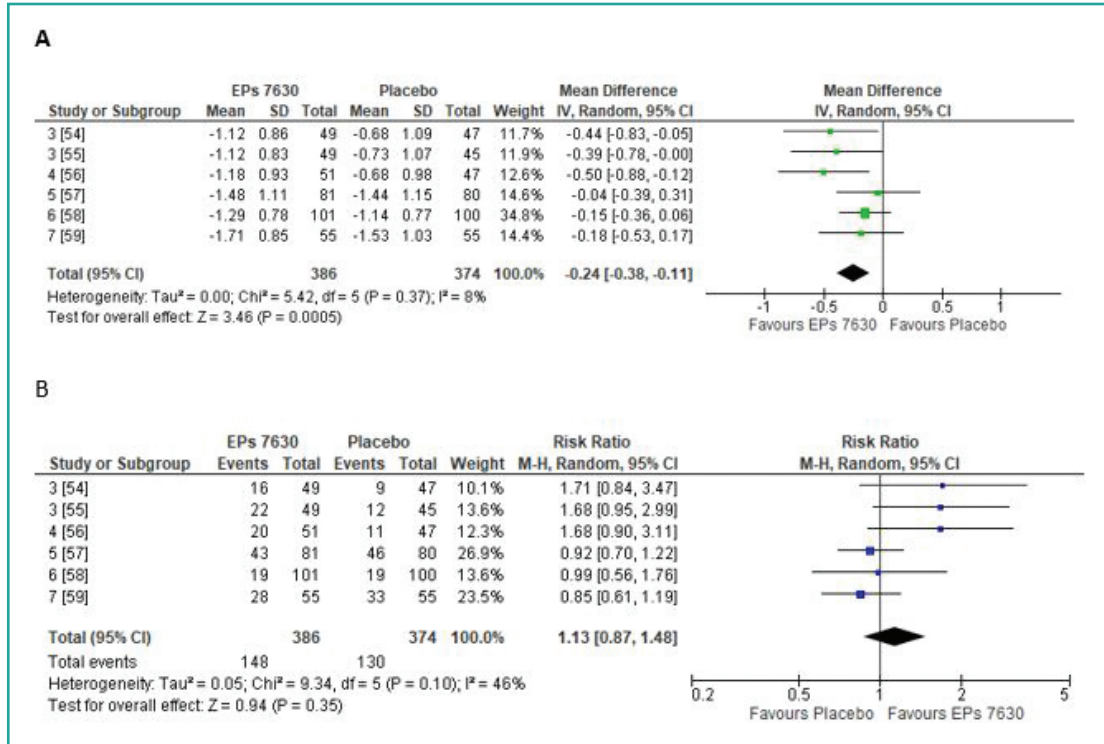 A
EPs 7630 Placebo Mean Difference Mean Difference
Study or Subgroup Mean SD Total Mean SD Total Weight IV, Random, 95% CI IV, Random, 95% CI
3 [54] -1.12 0.86 49 -0.68 1.09 47 11.7% -0.44 [-0.83, -0.05]
3 [55] -1.12 0.83 49 -0.73 1.07 45 11.9% -0.39 [-0.78, -0.00]
4 [56] -1.18 0.93 51 -0.68 0.98 47 12.6% -0.50 [-0.88, -0.12]
5 [57] -1.48 1.11 81 -1.44 1.15 80 14.6% -0.04 [-0.39, 0.31]
6 [58] -1.29 0.78 101 -1.14 0.77 100 34.8% -0.15 [-0.36, 0.06]
7 [59] -1.71 0.85 55 -1.53 1.03 55 14.4% -0.18 [-0.53, 0.17]
Total (95% CI) 386 374 100.0% -0.24 [-0.38, -0.11]
Heterogeneity: Tau² = 0.00; Chi² = 5.42, df = 5 (P = 0.37); I² = 8%
Test for overall effect: Z = 3.46 (P = 0.0005)
-1 -0.5 0 0.5 1
Favours EPs 7630 Favours Placebo
B
EPs 7630 Placebo Risk Ratio Risk Ratio
Study or Subgroup Events Total Events Total Weight M-H, Random, 95% CI M-H, Random, 95% CI
3 [54] 16 49 9 47 10.1% 1.71 [0.84, 3.47]
3 [55] 22 49 12 45 13.6% 1.68 [0.95, 2.99]
4 [56] 20 51 11 47 12.3% 1.68 [0.90, 3.11]
5 [57] 43 81 46 80 26.9% 0.92 [0.70, 1.22]
6 [58] 19 101 19 100 13.6% 0.99 [0.56, 1.76]
7 [59] 28 55 33 55 23.5% 0.85 [0.61, 1.19]
Total (95% CI) 386 374 100.0% 1.13 [0.87, 1.48]
Total events 148 130
Heterogeneity: Tau² = 0.05; Chi² = 9.34, df = 5 (P = 0.10); I² = 46%
Test for overall effect: Z = 0.94 (P = 0.35)
0.2 0.5 1 2 5
Favours Placebo Favours EPs 7630